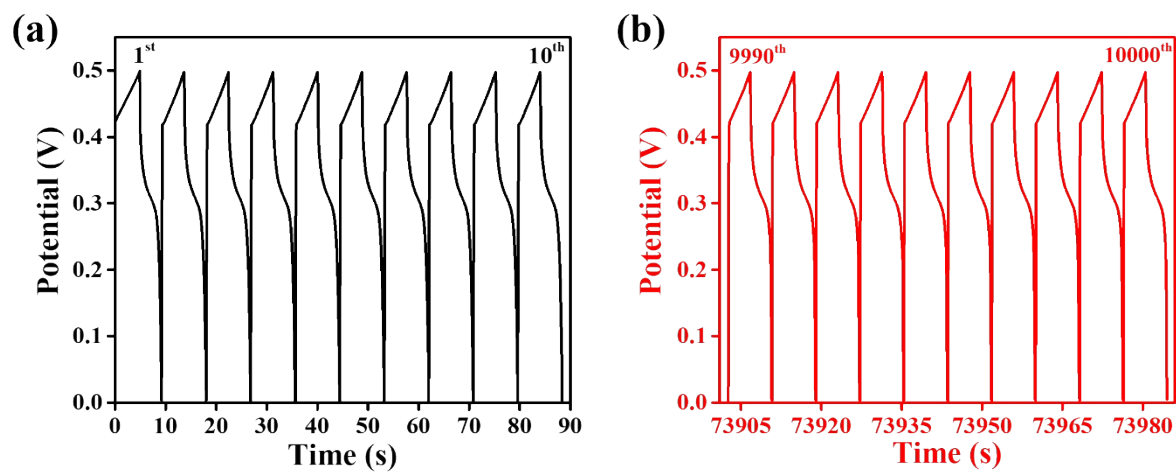 (a)
1st
10th
0.5
0.4
0.3
0.2
0.1
0.0
Potential (V)
0 10 20 30 40 50 60 70 80 90
Time (s)
(b)
9990th
10000th
0.5
0.4
0.3
0.2
0.1
0.0
Potential (V)
73905 73920 73935 73950 73965 73980
Time (s)